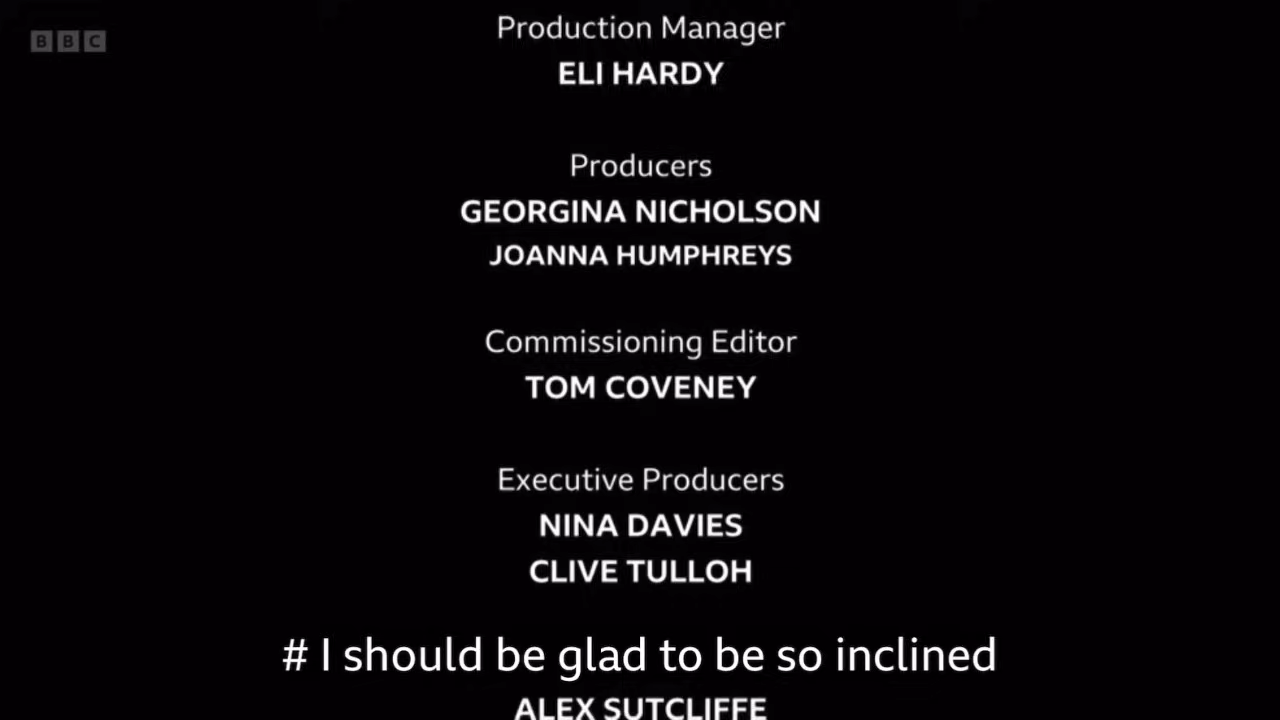 BBC
Production Manager
ELI HARDY
Producers
GEORGINA NICHOLSON
JOANNA HUMPHREYS
Commissioning Editor
TOM COVENEY
Executive Producers
NINA DAVIES
CLIVE TULLOH
# I should be glad to be so inclined
ALEX SUTCLIFFE